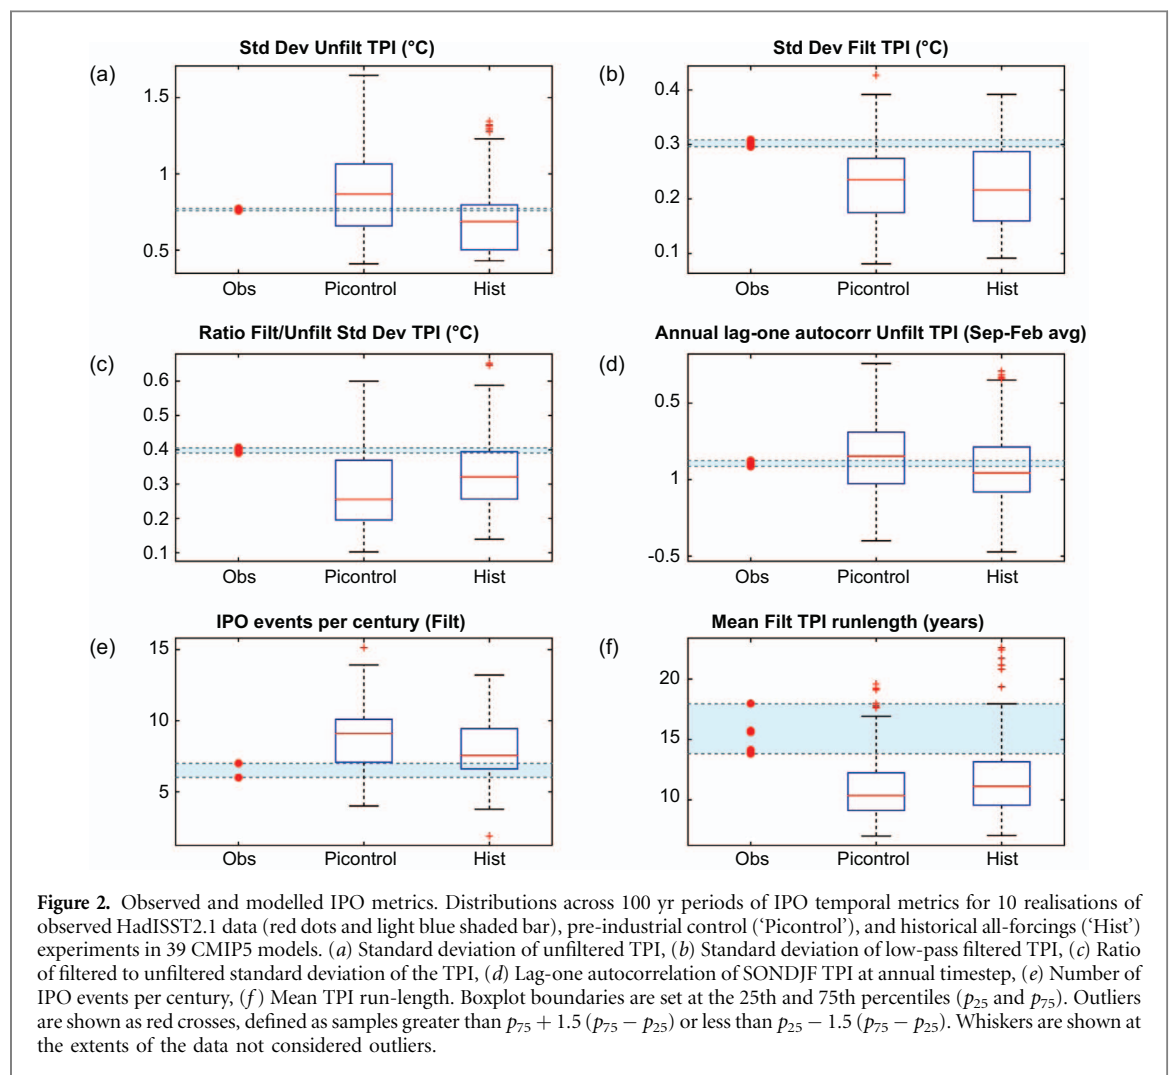 Std Dev Unfilt TPI (°C)
(a)
1.5
1
0.5
Obs Picontrol Hist
Std Dev Filt TPI (°C)
(b)
0.4
0.3
0.2
0.1
Obs Picontrol Hist
Ratio Filt/Unfilt Std Dev TPI (°C)
(c)
0.6
0.5
0.4
0.3
0.2
0.1
Obs Picontrol Hist
Annual lag-one autocorr Unfilt TPI (Sep-Feb avg)
(d)
0.5
1
-0.5
Obs Picontrol Hist
IPO events per century (Filt)
(e)
15
10
5
Obs Picontrol Hist
Mean Filt TPI runlength (years)
(f)
20
15
10
Obs Picontrol Hist
Figure 2. Observed and modelled IPO metrics. Distributions across 100 yr periods of IPO temporal metrics for 10 realisations of
observed HadISST2.1 data (red dots and light blue shaded bar), pre-industrial control (‘Picontrol’), and historical all-forcings (‘Hist’)
experiments in 39 CMIP5 models. (a) Standard deviation of unfiltered TPI, (b) Standard deviation of low-pass filtered TPI, (c) Ratio
of filtered to unfiltered standard deviation of the TPI, (d) Lag-one autocorrelation of SONDJF TPI at annual timestep, (e) Number of
IPO events per century, (f) Mean TPI run-length. Boxplot boundaries are set at the 25th and 75th percentiles (p25 and p75). Outliers
are shown as red crosses, defined as samples greater than p75 + 1.5 (p75 − p25) or less than p25 − 1.5 (p75 − p25). Whiskers are shown at
the extents of the data not considered outliers.